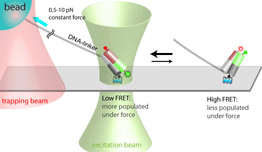 bead
0.5-10 pN
constant force
DNA-linker
trapping beam
Low FRET:
more populated
under force
High FRET:
less populated
under force
excitation beam